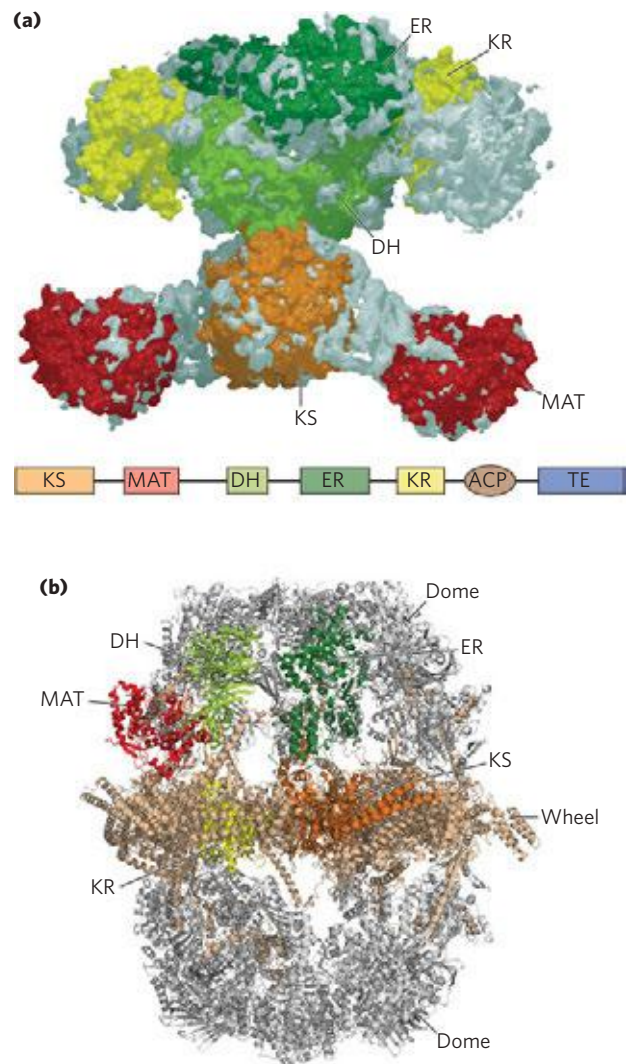 (a)
ER
KR
DH
KS
MAT
KS MAT DH ER KR ACP TE
(b)
Dome
DH
ER
MAT
KS
Wheel
KR
Dome